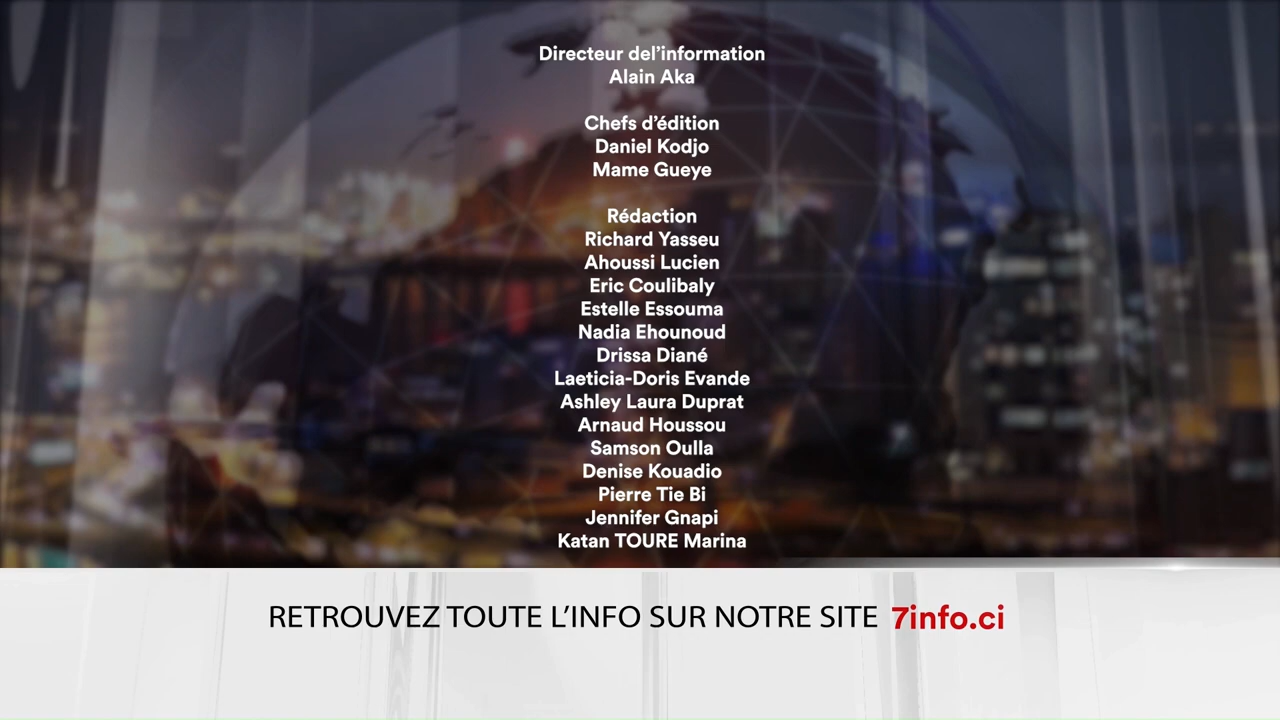 Directeur del'information
Alain Aka
Chefs d'édition
Daniel Kodjo
Mame Gueye
Rédaction
Richard Yasseu
Ahoussi Lucien
Eric Coulibaly
Estelle Essouma
Nadia Ehounoud
Drissa Diané
Laeticia-Doris Evande
Ashley Laura Duprat
Arnaud Houssou
Samson Oulla
Denise Kouadio
Pierre Tie Bi
Jennifer Gnapi
Katan TOURE Marina
RETROUVEZ TOUTE L'INFO SUR NOTRE SITE 7info.ci